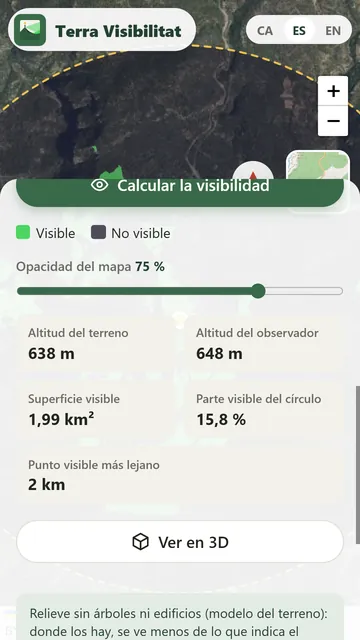 Terra Visibilitat
CA ES EN
+
−
Calcular la visibilidad
Visible No visible
Opacidad del mapa 75 %
Altitud del terreno
638 m
Altitud del observador
648 m
Superficie visible
1,99 km²
Parte visible del círculo
15,8 %
Punto visible más lejano
2 km
Ver en 3D
Relieve sin árboles ni edificios (modelo del terreno):
donde los hay, se ve menos de lo que indica el